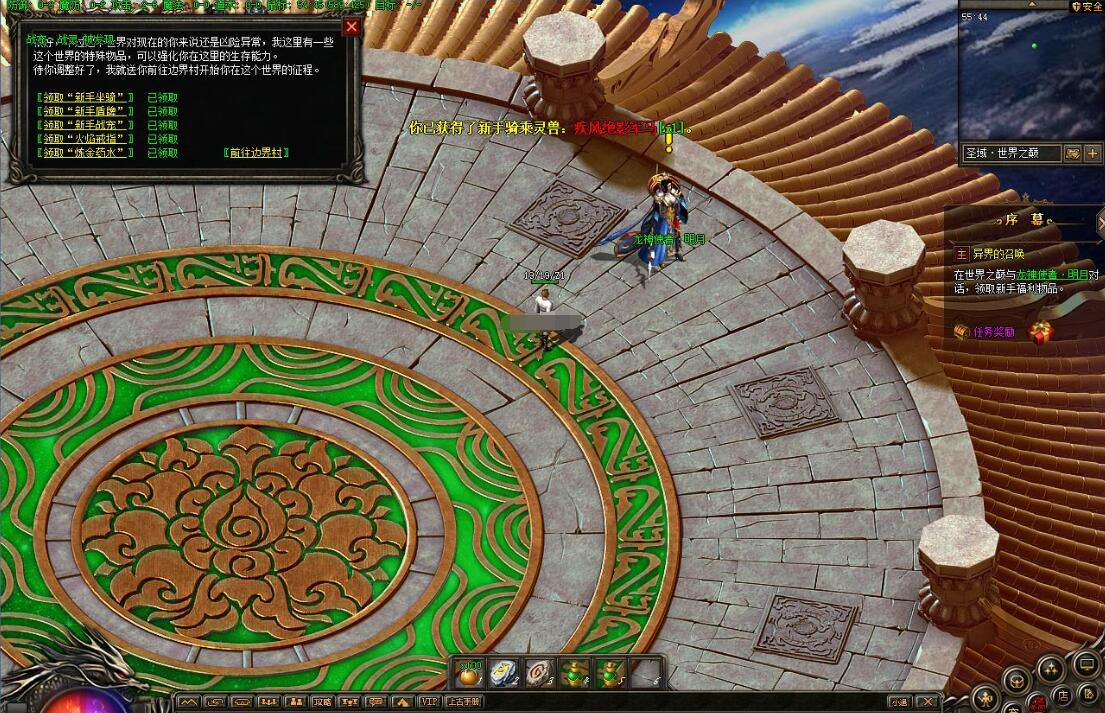 安全
55:44
这个世界对现在的你来说还是凶险异常，我这里有一些
这个世界的特殊物品，可以强化你在这里的生存能力。
待你调整好了，我就送你前往边界村开始你在这个世界的征程。
〖领取“新手坐骑”〗 已领取
〖领取“新手盾牌”〗 已领取
〖领取“新手战宠”〗 已领取
〖领取“火焰戒指”〗 已领取
〖领取“炼金药水”〗 已领取 〖前往边界村〗
你已获得了新手骑乘灵兽：疾风绝影军马[x1]。
圣域·世界之巅
序 幕
主 异界的召唤
在世界之巅与龙神使者·明月对
话，领取新手福利物品。
任务奖励
龙神使者·明月
19/19/Z1
攻略
VIP
上古手册
小退
店